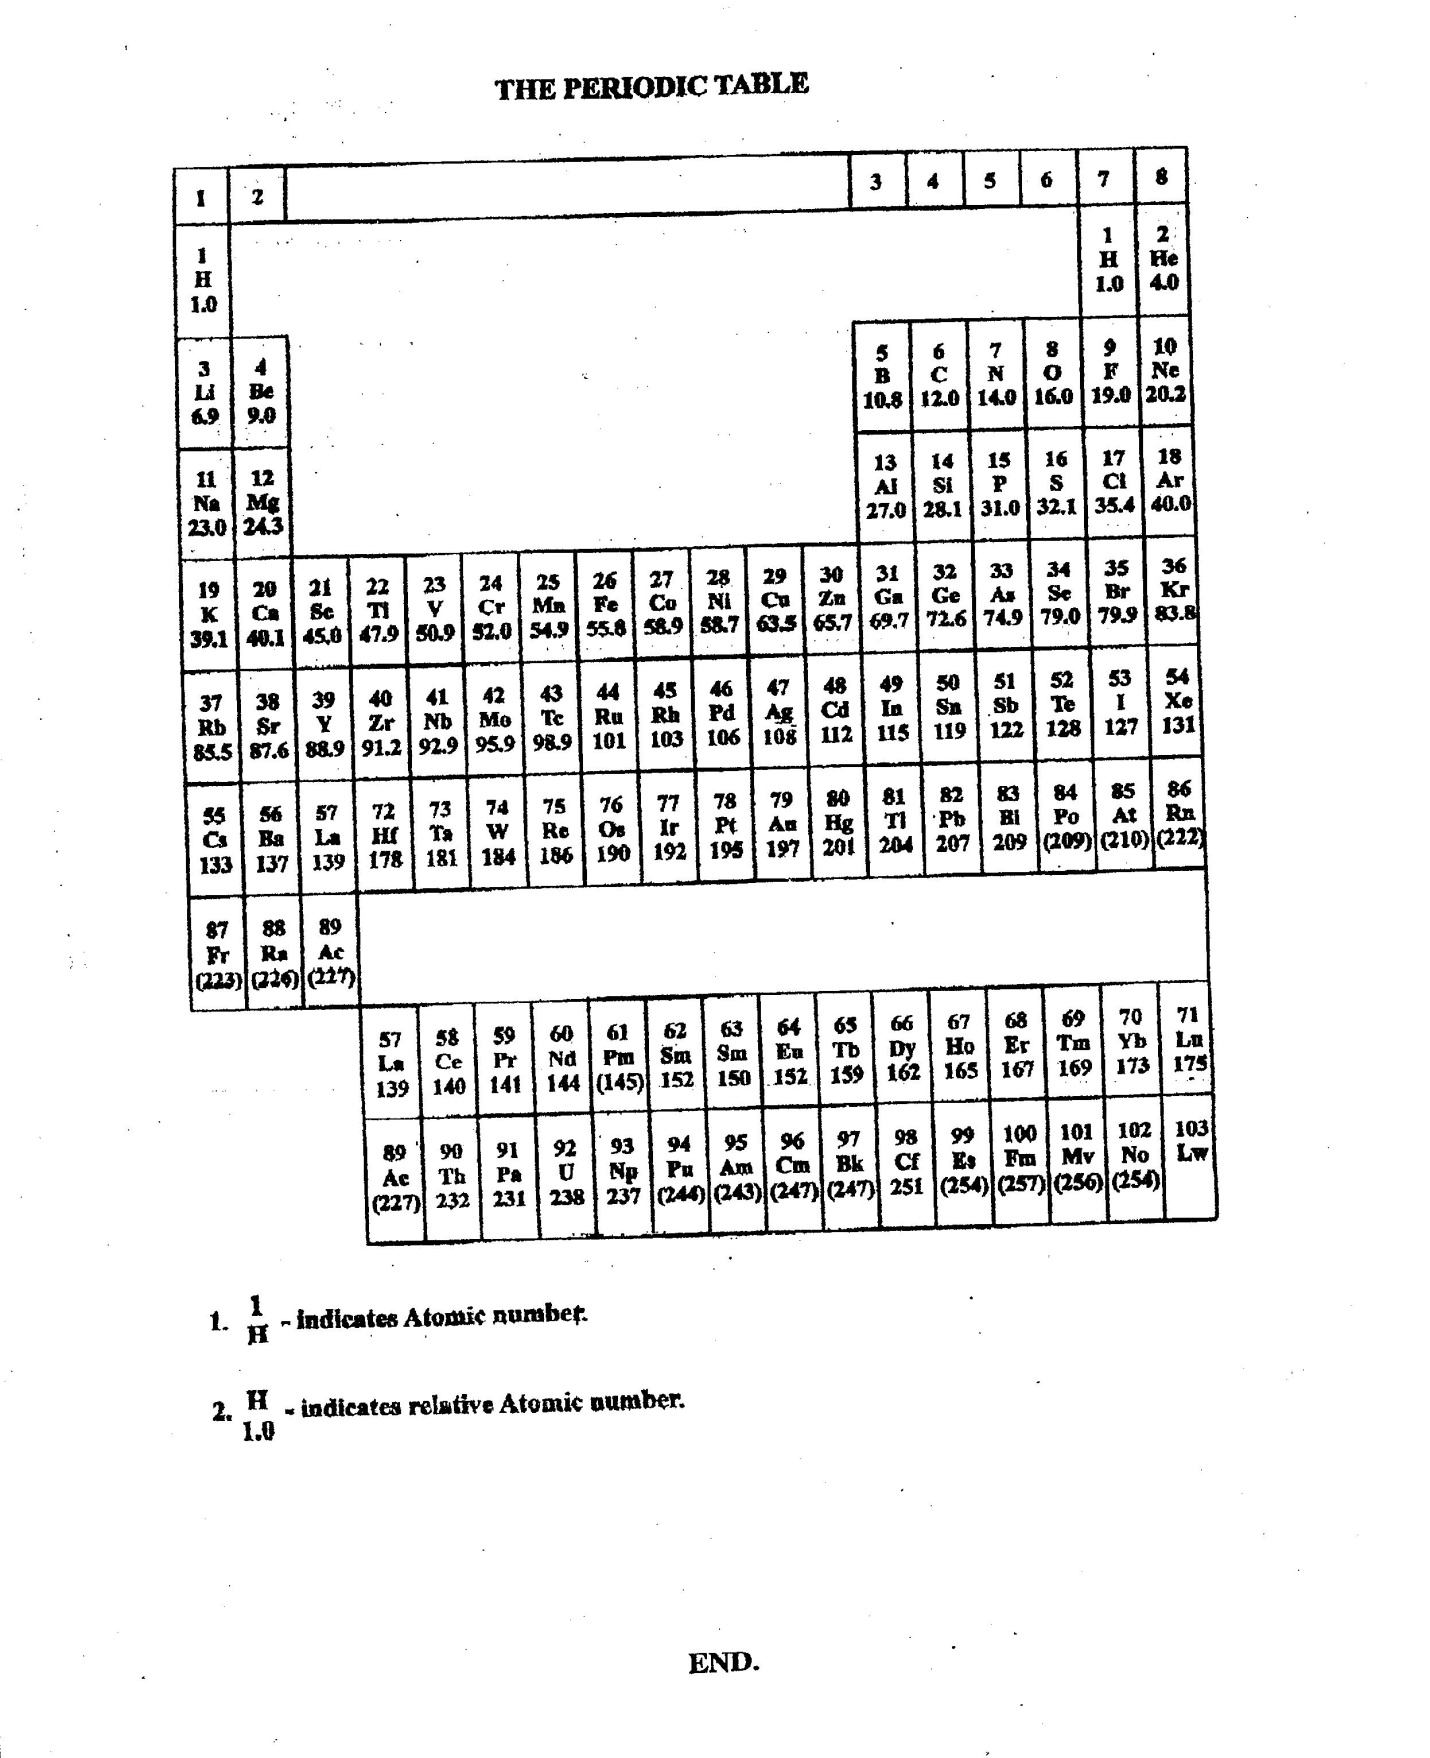 THE PERIODIC TABLE
1 2 3 4 5 6 7 8
1 1 2
H H He
1.0 1.0 4.0
3 4 5 6 7 8 9 10
Li Be B C N O F Ne
6.9 9.0 10.8 12.0 14.0 16.0 19.0 20.2
11 12 13 14 15 16 17 18
Na Mg Al Si P S Cl Ar
23.0 24.3 27.0 28.1 31.0 32.1 35.4 40.0
19 20 21 22 23 24 25 26 27 28 29 30 31 32 33 34 35 36
K Ca Sc Ti V Cr Mn Fe Co Ni Cu Zn Ga Ge As Se Br Kr
39.1 40.1 45.0 47.9 50.9 52.0 54.9 55.8 58.9 58.7 63.5 65.7 69.7 72.6 74.9 79.0 79.9 83.8
37 38 39 40 41 42 43 44 45 46 47 48 49 50 51 52 53 54
Rb Sr Y Zr Nb Mo Tc Ru Rh Pd Ag Cd In Sn Sb Te I Xe
85.5 87.6 88.9 91.2 92.9 95.9 98.9 101 103 106 108 112 115 119 122 128 127 131
55 56 57 72 73 74 75 76 77 78 79 80 81 82 83 84 85 86
Cs Ba La Hf Ta W Re Os Ir Pt Au Hg Tl Pb Bi Po At Rn
133 137 139 178 181 184 186 190 192 195 197 201 204 207 209 (209) (210) (222)
87 88 89
Fr Ra Ac
(223) (226) (227)
57 58 59 60 61 62 63 64 65 66 67 68 69 70 71
La Ce Pr Nd Pm Sm Sm Eu Tb Dy Ho Er Tm Yb Lu
139 140 141 144 (145) 152 150 152 159 162 165 167 169 173 175
89 90 91 92 93 94 95 96 97 98 99 100 101 102 103
Ac Th Pa U Np Pu Am Cm Bk Cf Es Fm Mv No Lw
(227) 232 231 238 237 (244) (243) (247) (247) 251 (254) (257) (256) (254)
1. 1/H - indicates Atomic number.
2. H/1.0 - indicates relative Atomic number.
END.